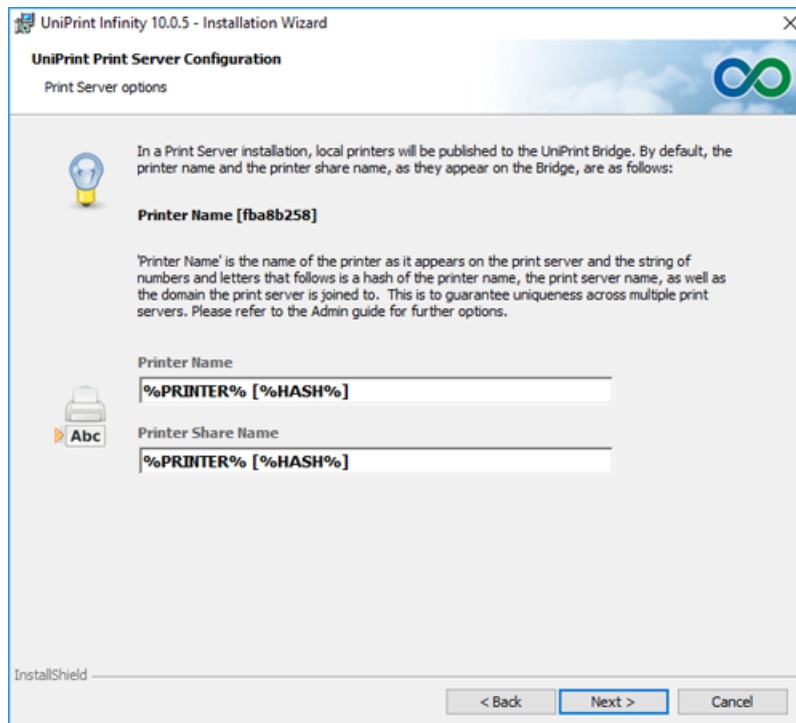 UniPrint Infinity 10.0.5 - Installation Wizard
UniPrint Print Server Configuration
Print Server options
In a Print Server installation, local printers will be published to the UniPrint Bridge. By default, the
printer name and the printer share name, as they appear on the Bridge, are as follows:
Printer Name [fba8b258]
'Printer Name' is the name of the printer as it appears on the print server and the string of
numbers and letters that follows is a hash of the printer name, the print server name, as well as
the domain the print server is joined to.  This is to guarantee uniqueness across multiple print
servers. Please refer to the Admin guide for further options.
Printer Name
%PRINTER% [%HASH%]
Abc
Printer Share Name
%PRINTER% [%HASH%]
InstallShield
< Back
Next >
Cancel